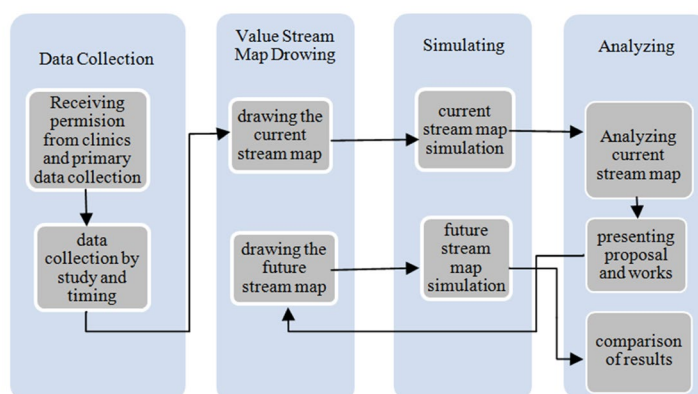 Data Collection
Receiving
permision
from clinics
and primary
data collection
data
collection by
study and
timing
Value Stream
Map Drowing
drawing the
current
stream map
drawing the
future
stream map
Simulating
current
stream map
simulation
future
stream
map
simulation
Analyzing
Analyzing
current
stream map
presenting
proposal and
works
comparison
of results